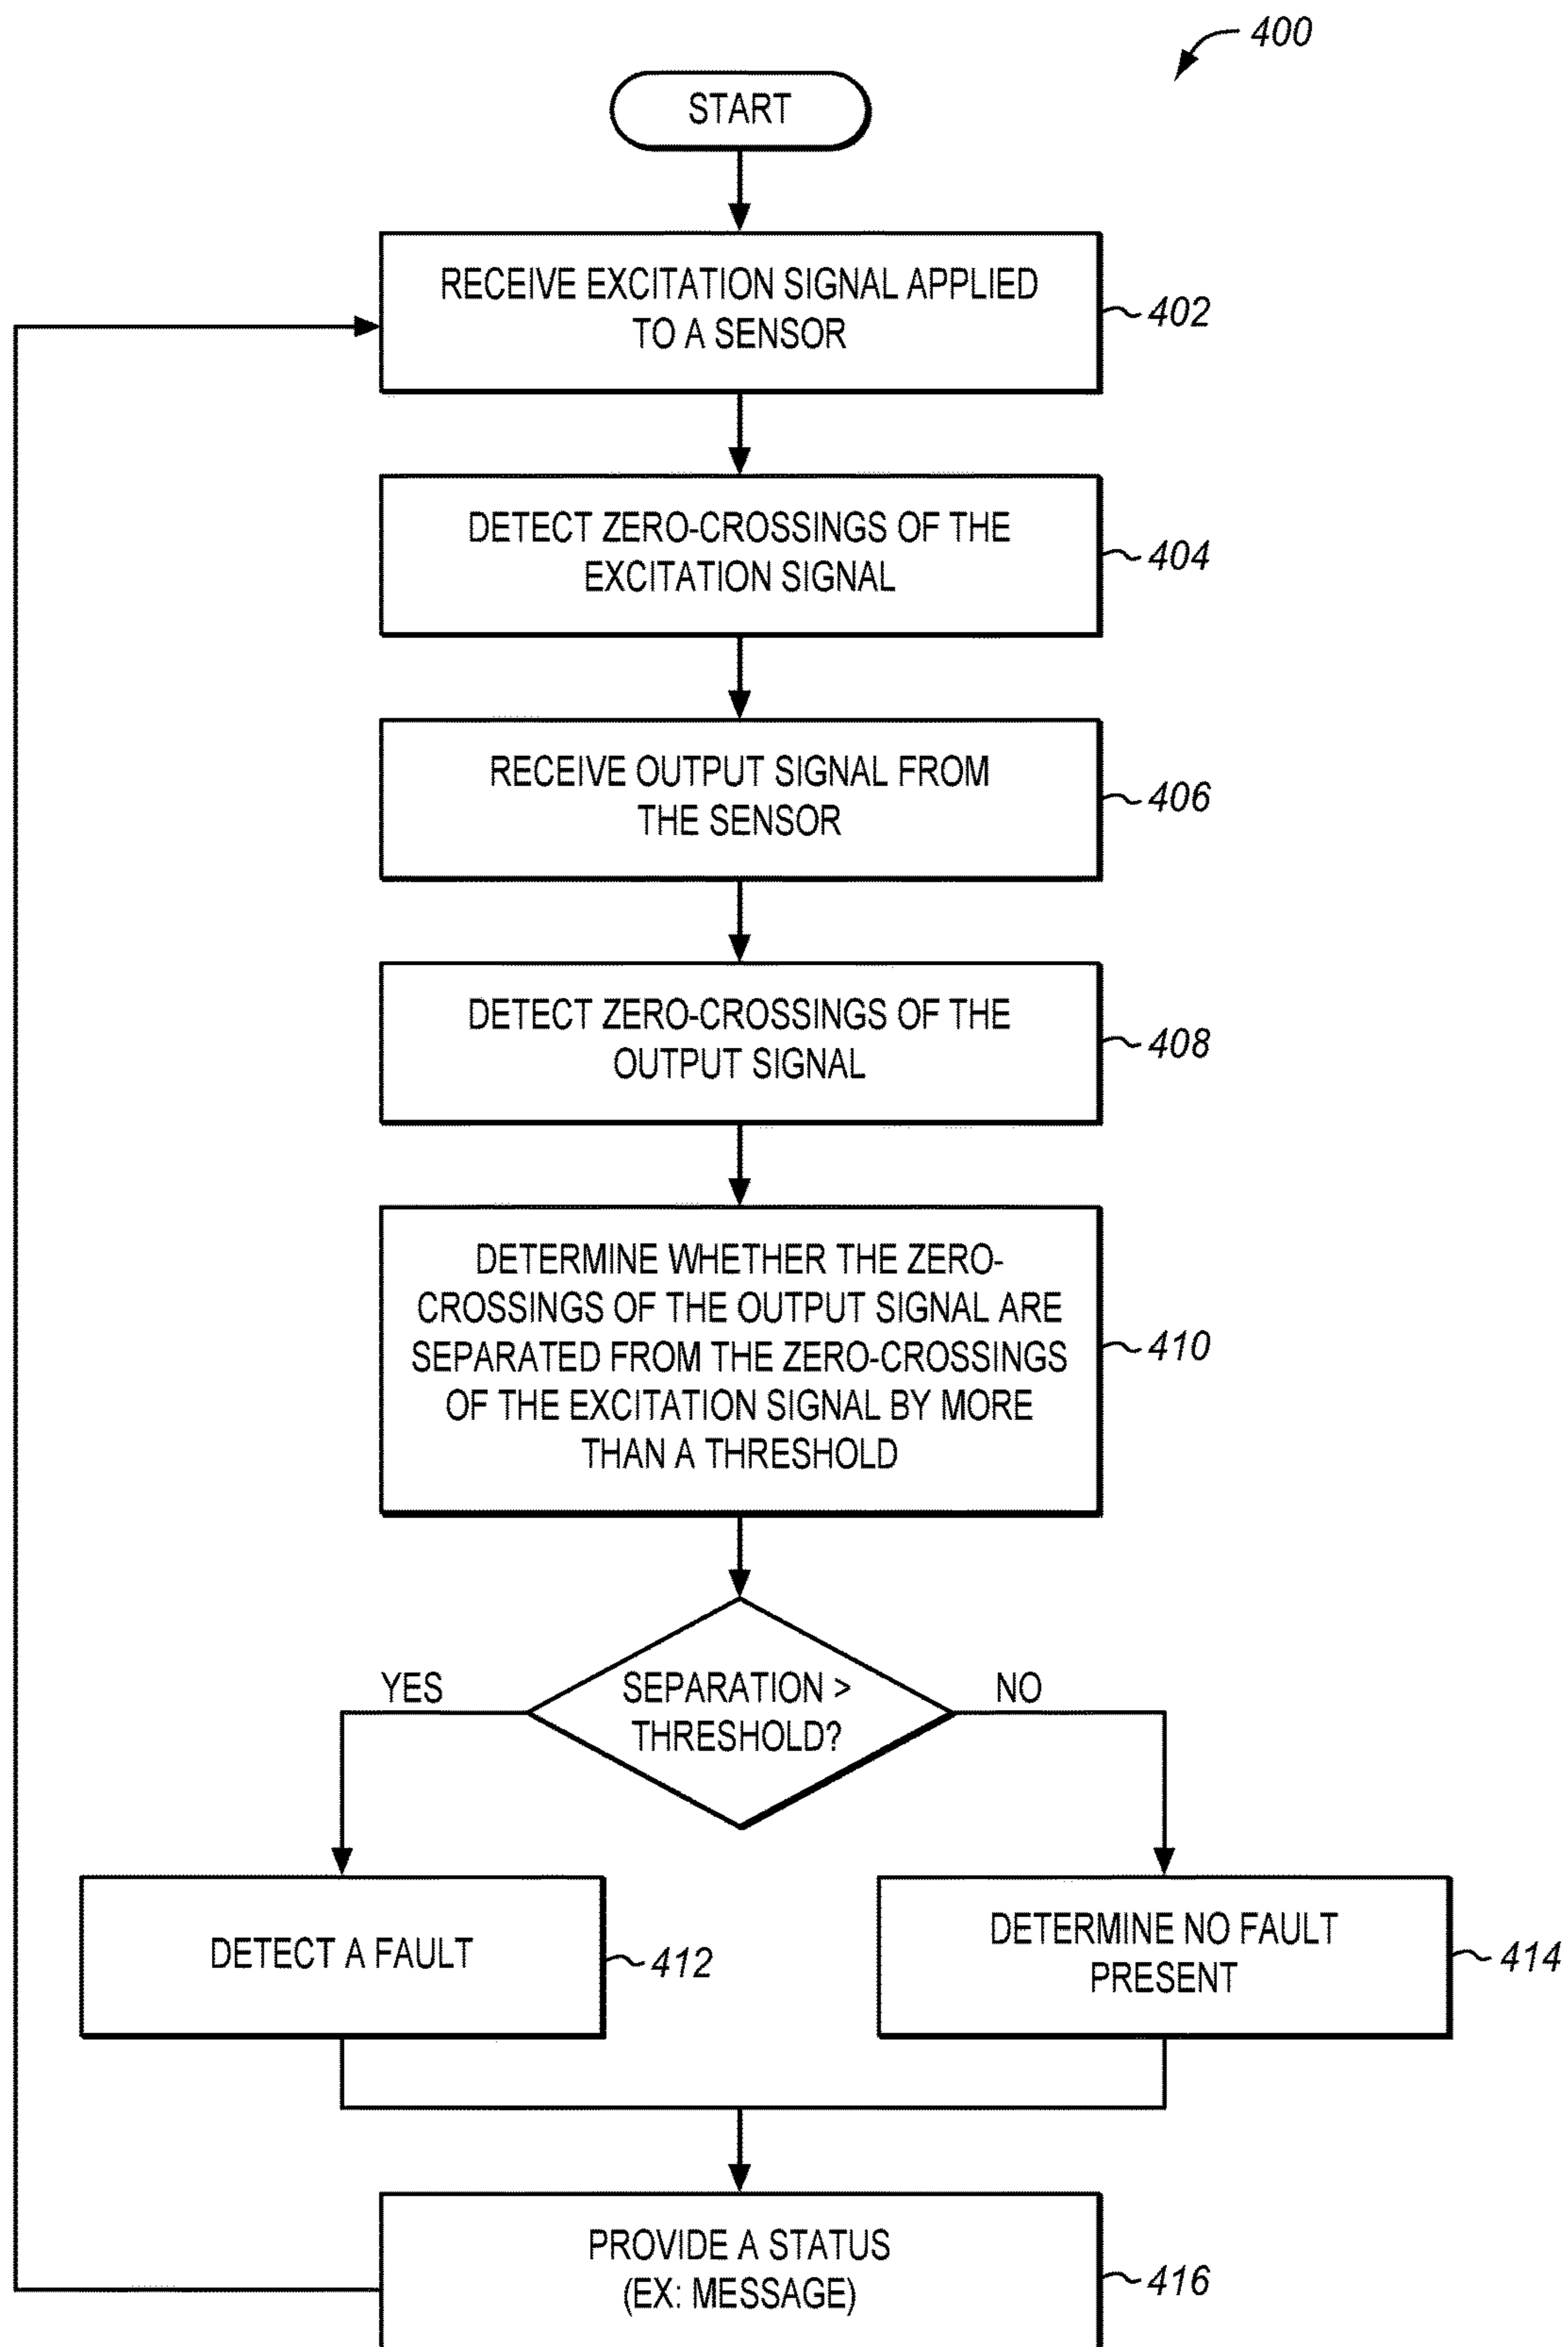 400
START
RECEIVE EXCITATION SIGNAL APPLIED
TO A SENSOR
402
DETECT ZERO-CROSSINGS OF THE
EXCITATION SIGNAL
404
RECEIVE OUTPUT SIGNAL FROM
THE SENSOR
406
DETECT ZERO-CROSSINGS OF THE
OUTPUT SIGNAL
408
DETERMINE WHETHER THE ZERO-
CROSSINGS OF THE OUTPUT SIGNAL ARE
SEPARATED FROM THE ZERO-CROSSINGS
OF THE EXCITATION SIGNAL BY MORE
THAN A THRESHOLD
410
YES
SEPARATION >
THRESHOLD?
NO
DETECT A FAULT
412
DETERMINE NO FAULT
PRESENT
414
PROVIDE A STATUS
(EX: MESSAGE)
416